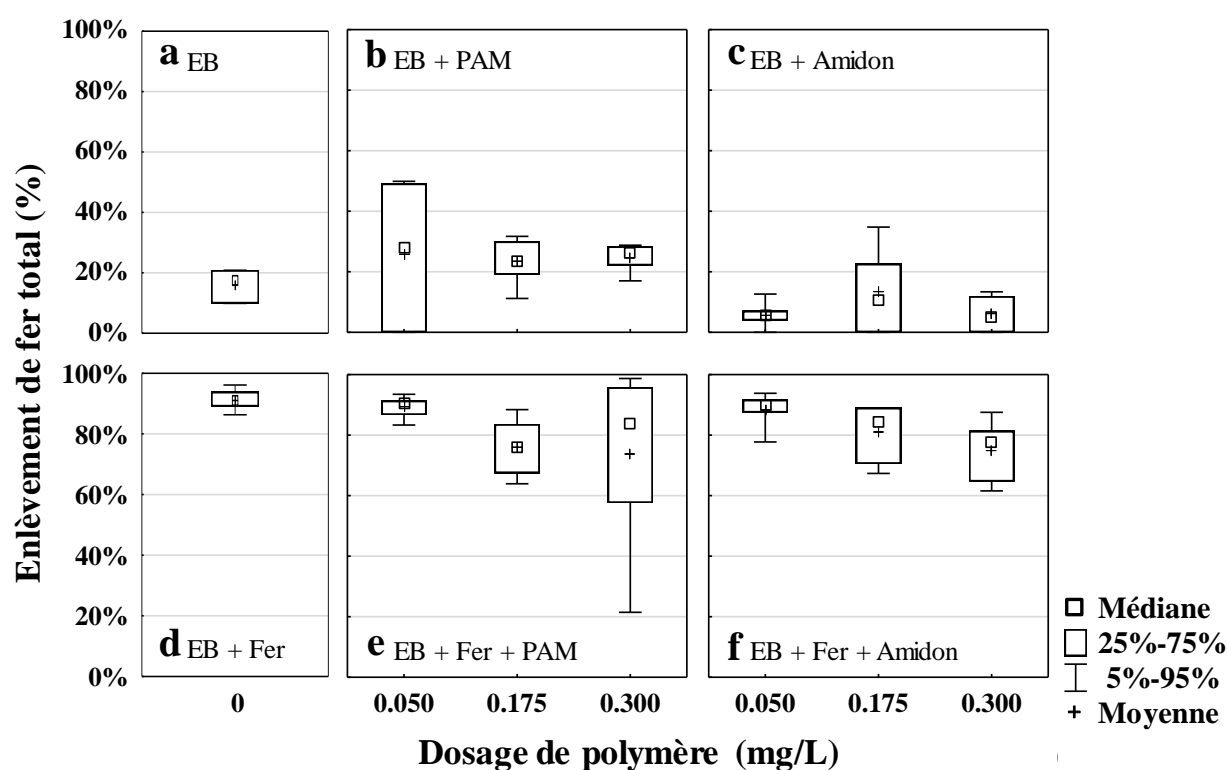 Enlèvement de fer total (%)
100%
80%
60%
40%
20%
0%
a EB
b EB + PAM
c EB + Amidon
100%
80%
60%
40%
20%
0%
d EB + Fer
e EB + Fer + PAM
f EB + Fer + Amidon
0
0.050 0.175 0.300
0.050 0.175 0.300
Dosage de polymère (mg/L)
Médiane
25%-75%
5%-95%
Moyenne